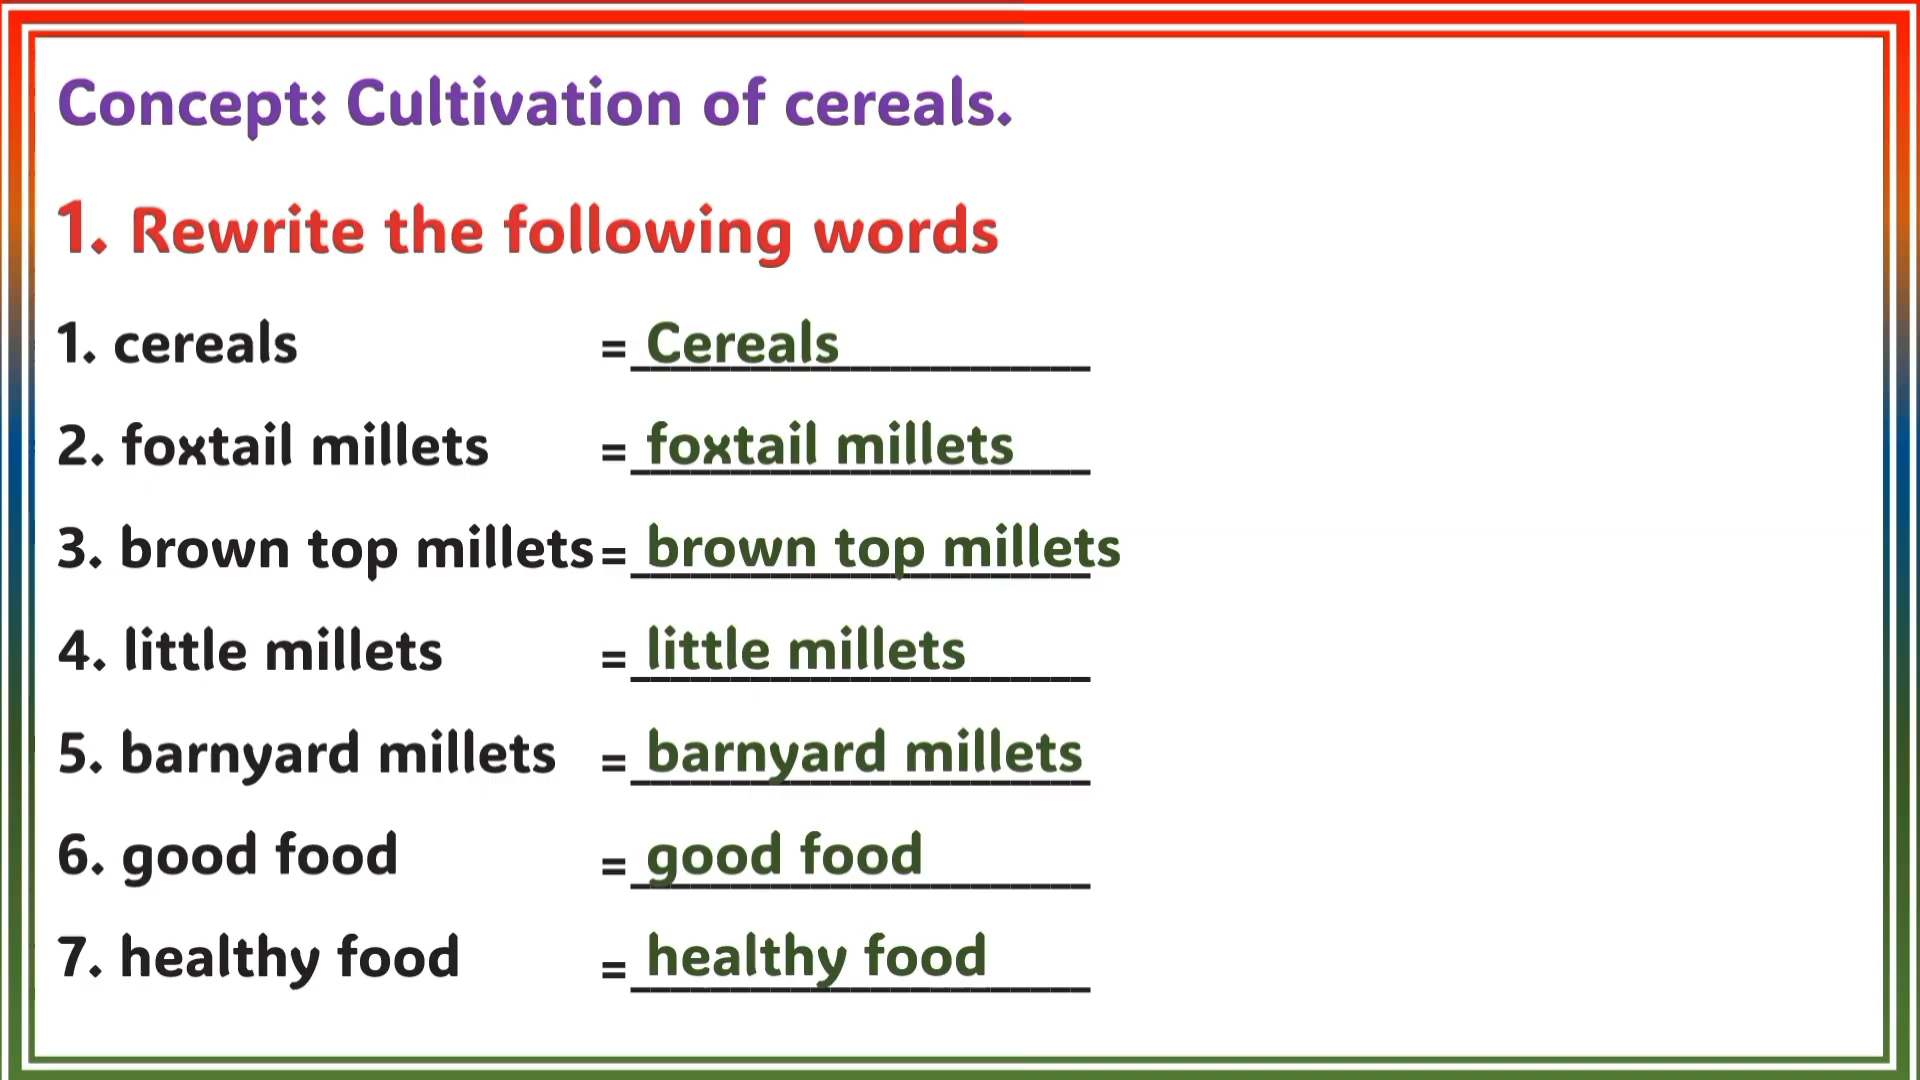 Concept: Cultivation of cereals.
1. Rewrite the following words
1. cereals = Cereals
2. foxtail millets = foxtail millets
3. brown top millets = brown top millets
4. little millets = little millets
5. barnyard millets = barnyard millets
6. good food = good food
7. healthy food = healthy food